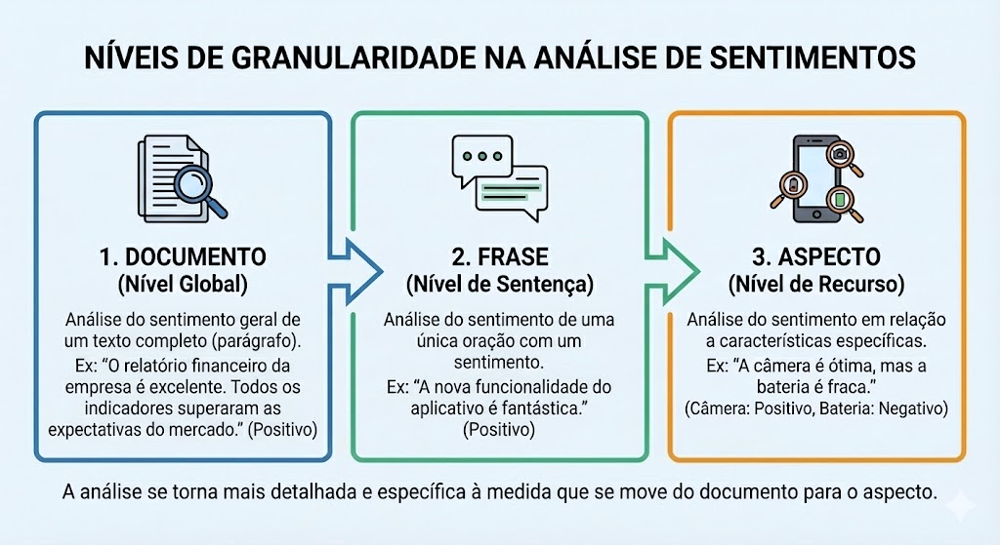 NÍVEIS DE GRANULARIDADE NA ANÁLISE DE SENTIMENTOS
1. DOCUMENTO
(Nível Global)
Análise do sentimento geral de
um texto completo (parágrafo).
Ex: “O relatório financeiro da
empresa é excelente. Todos os
indicadores superaram as
expectativas do mercado.” (Positivo)
2. FRASE
(Nível de Sentença)
Análise do sentimento de uma
única oração com um
sentimento.
Ex: “A nova funcionalidade do
aplicativo é fantástica.”
(Positivo)
3. ASPECTO
(Nível de Recurso)
Análise do sentimento em relação
a características específicas.
Ex: “A câmera é ótima, mas a
bateria é fraca.”
(Câmera: Positivo, Bateria: Negativo)
A análise se torna mais detalhada e específica à medida que se move do documento para o aspecto.